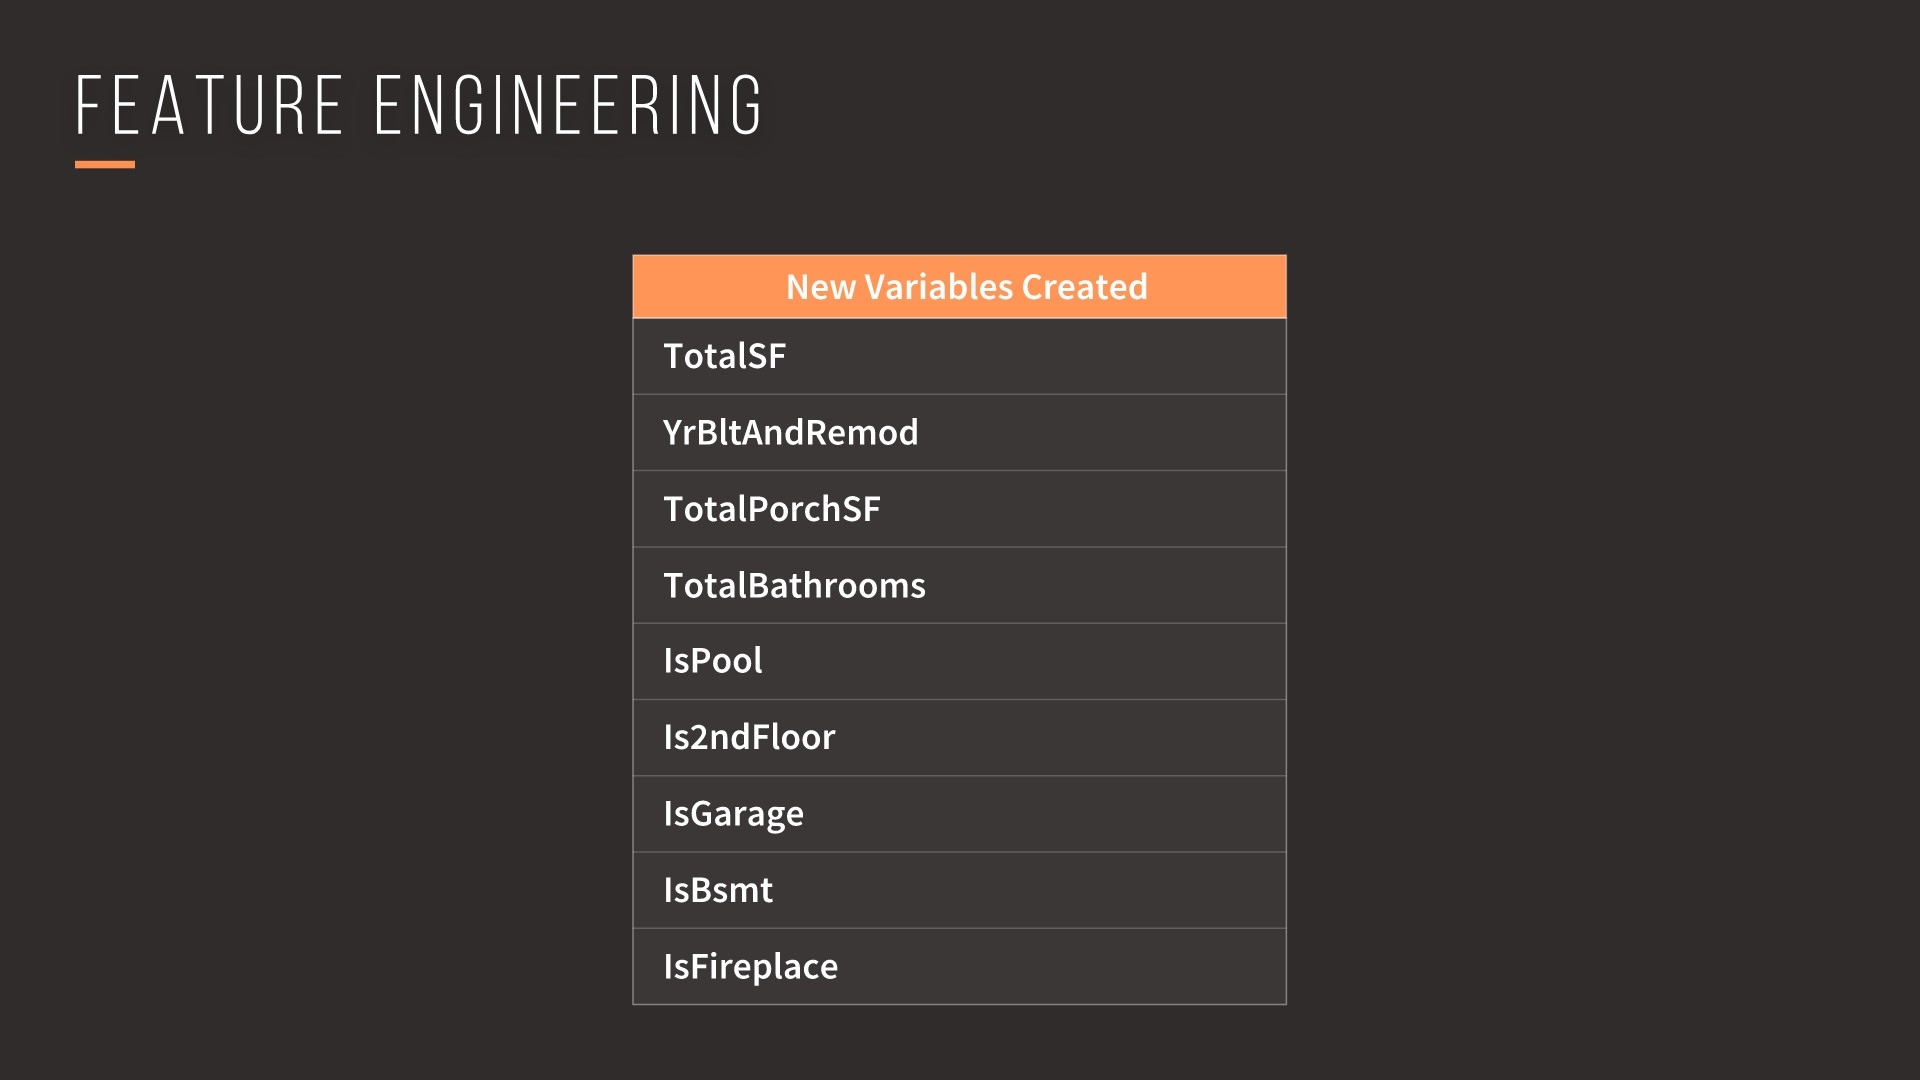 FEATURE ENGINEERING
New Variables Created
TotalSF
YrBltAndRemod
TotalPorchSF
TotalBathrooms
IsPool
Is2ndFloor
IsGarage
IsBsmt
IsFireplace